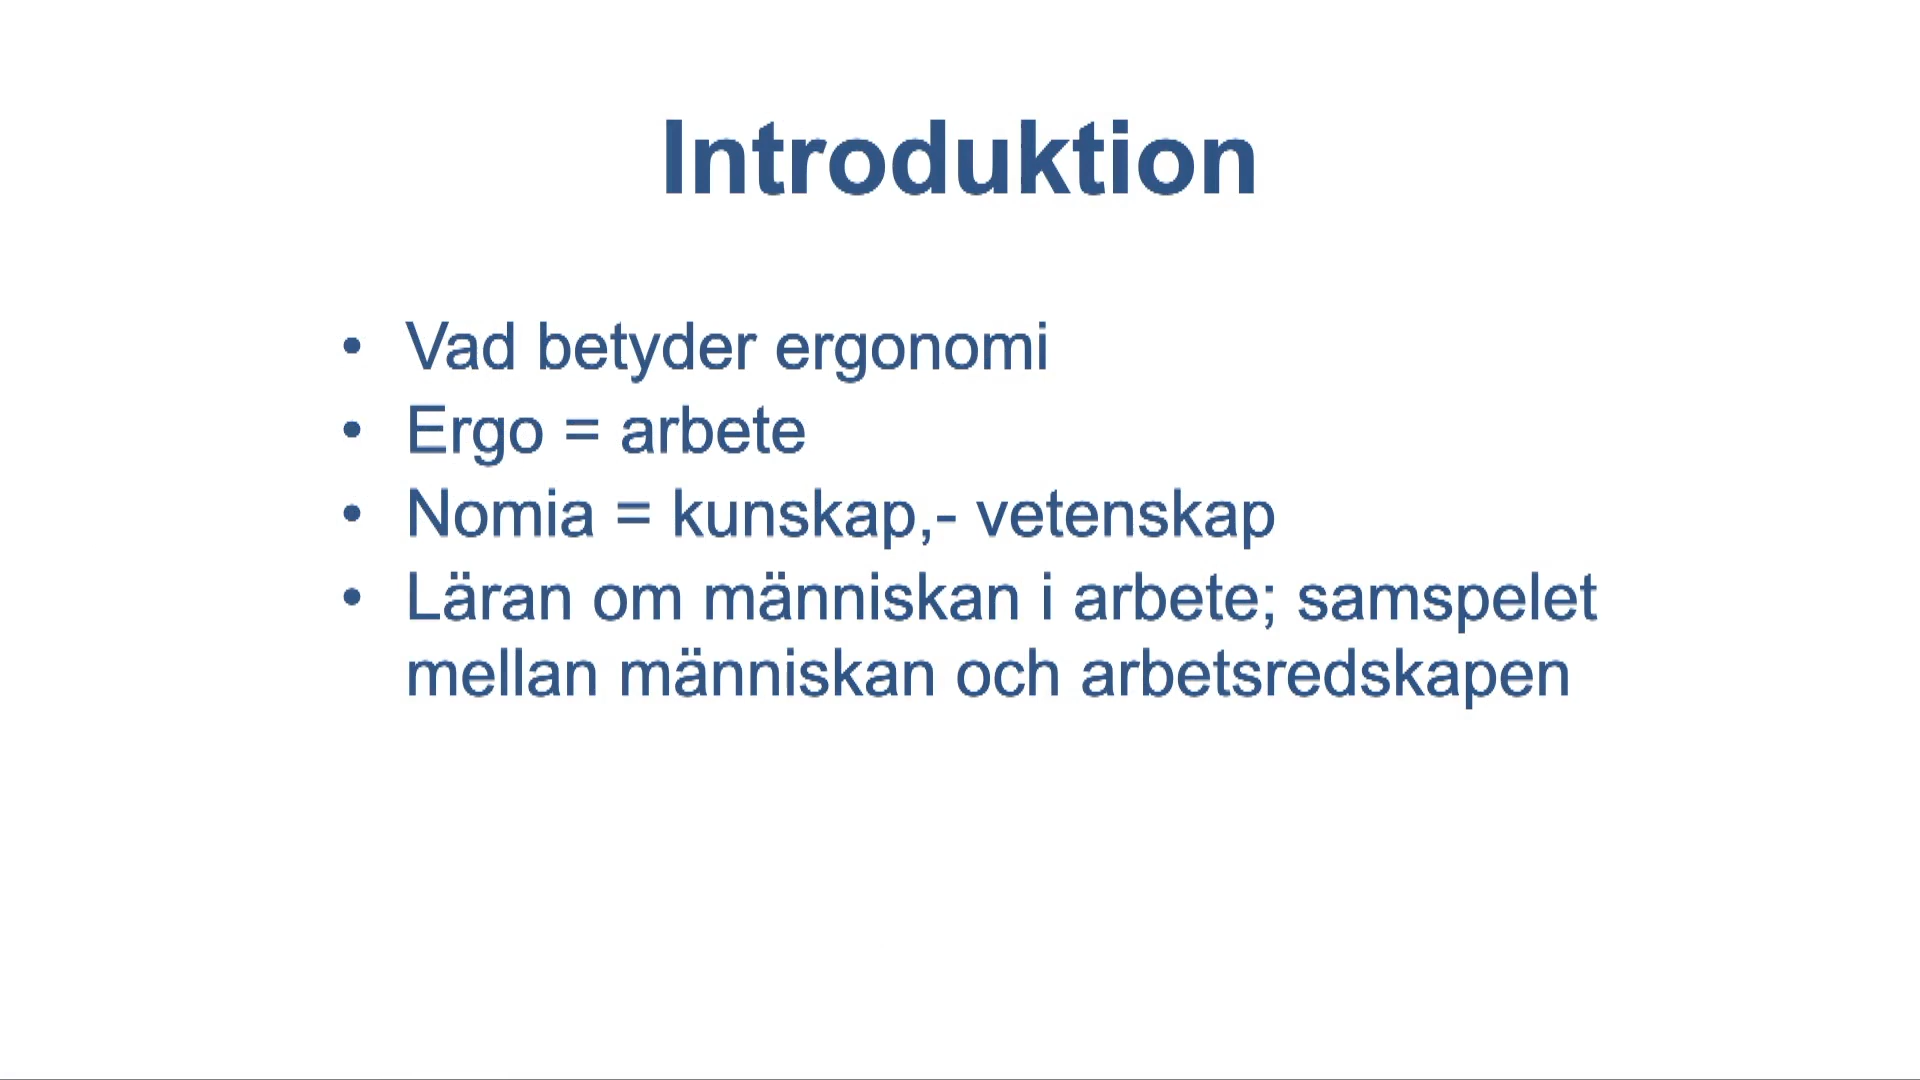 Introduktion
• Vad betyder ergonomi
• Ergo = arbete
• Nomia = kunskap,- vetenskap
• Läran om människan i arbete; samspelet
mellan människan och arbetsredskapen